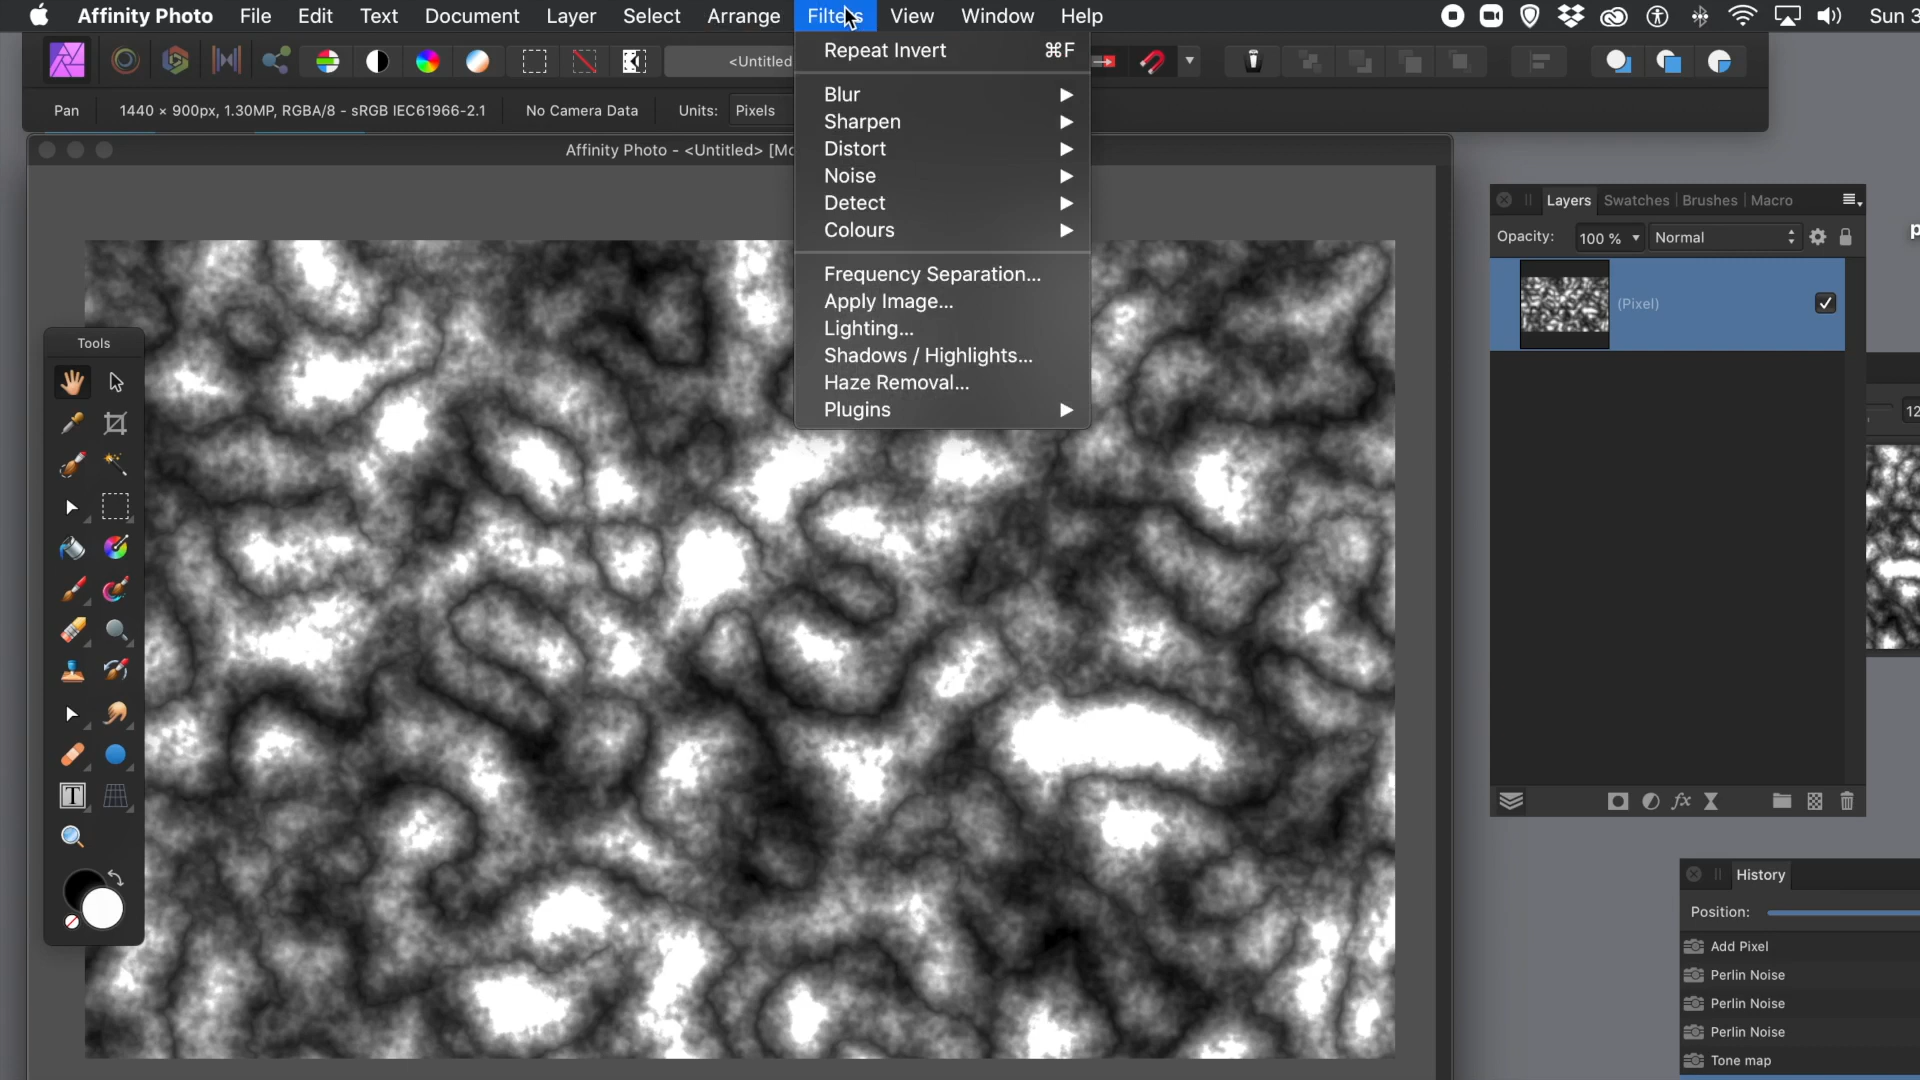 Affinity Photo File Edit Text Document Layer Select Arrange Filters View Window Help Sun 3
<Untitled
Pan 1440 × 900px, 1.30MP, RGBA/8 - sRGB IEC61966-2.1 No Camera Data Units: Pixels
Affinity Photo - <Untitled> [Mo
Repeat Invert ⌘F
Blur
Sharpen
Distort
Noise
Detect
Colours
Frequency Separation...
Apply Image...
Lighting...
Shadows / Highlights...
Haze Removal...
Plugins
Tools
T
Layers Swatches Brushes Macro
Opacity: 100 % Normal
(Pixel)
fx
p
12
History
Position:
Add Pixel
Perlin Noise
Perlin Noise
Perlin Noise
Tone map